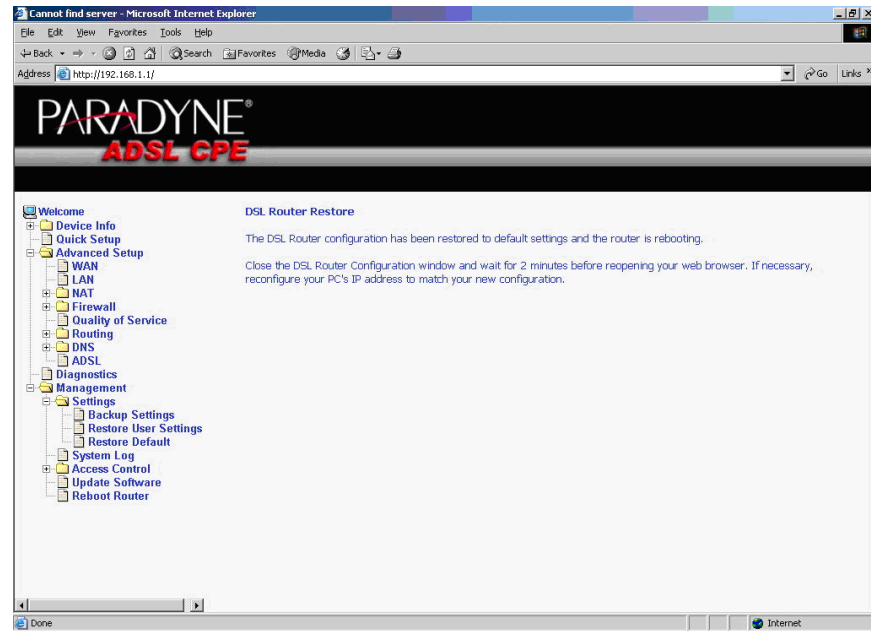 Cannot find server - Microsoft Internet Explorer
File Edit View Favorites Tools Help
Back Search Favorites Media
Address http://192.168.1.1/ Go Links »
PARADYNE®
ADSL CPE
Welcome
Device Info
Quick Setup
Advanced Setup
WAN
LAN
NAT
Firewall
Quality of Service
Routing
DNS
ADSL
Diagnostics
Management
Settings
Backup Settings
Restore User Settings
Restore Default
System Log
Access Control
Update Software
Reboot Router
DSL Router Restore
The DSL Router configuration has been restored to default settings and the router is rebooting.
Close the DSL Router Configuration window and wait for 2 minutes before reopening your web browser. If necessary,
reconfigure your PC's IP address to match your new configuration.
Done Internet